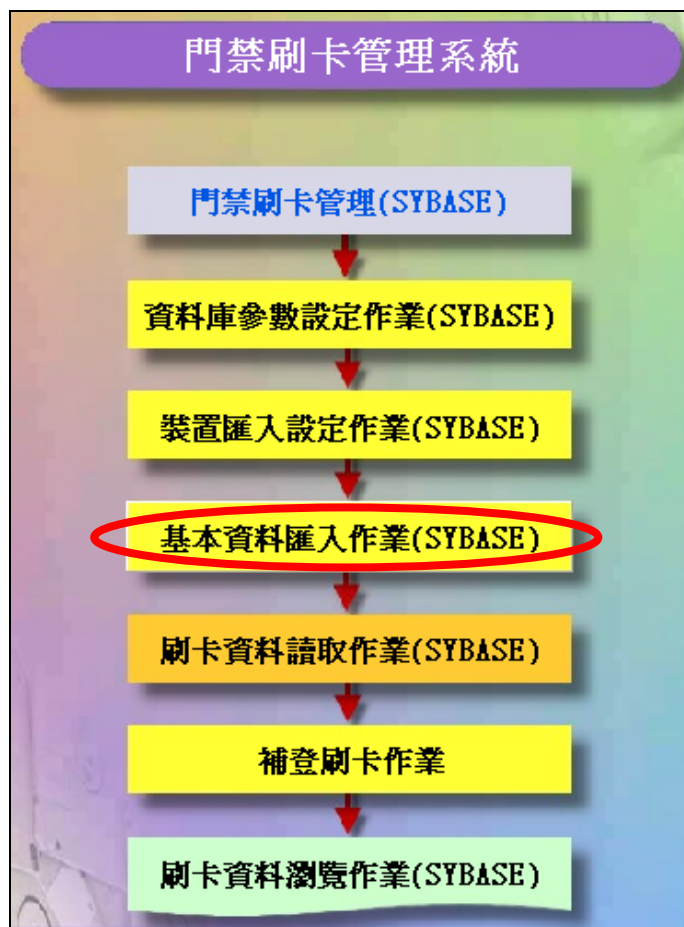 門禁刷卡管理系統
門禁刷卡管理(SYBASE)
資料庫參數設定作業(SYBASE)
裝置匯入設定作業(SYBASE)
基本資料匯入作業(SYBASE)
刷卡資料讀取作業(SYBASE)
補登刷卡作業
刷卡資料瀏覽作業(SYBASE)